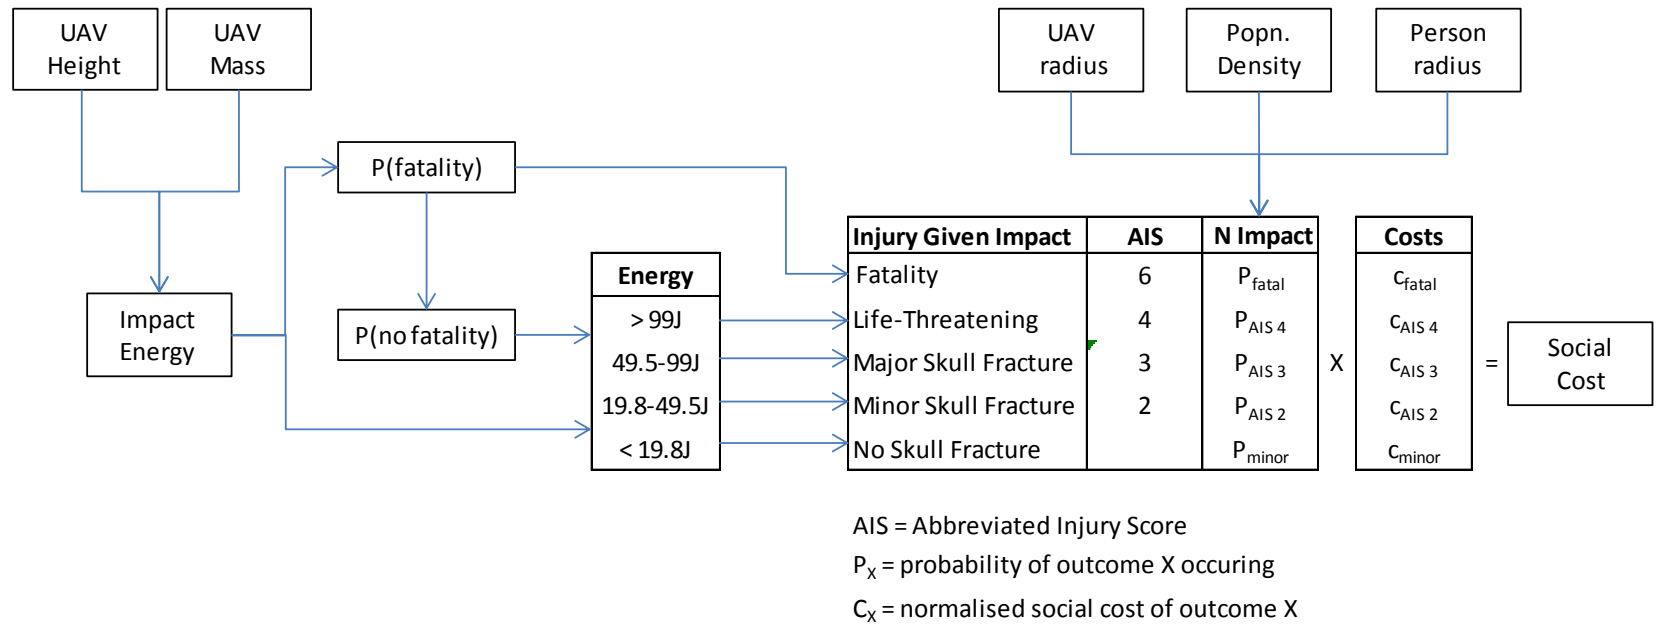 UAV
Height
UAV
Mass
UAV
radius
Popn.
Density
Person
radius
P(fatality)
Impact
Energy
P(no fatality)
Energy
> 99J
49.5-99J
19.8-49.5J
< 19.8J
Injury Given Impact AIS N Impact
Fatality 6 Pfatal
Life-Threatening 4 PAIS 4
Major Skull Fracture 3 PAIS 3
Minor Skull Fracture 2 PAIS 2
No Skull Fracture Pminor
X
Costs
cfatal
cAIS 4
cAIS 3
cAIS 2
cminor
=
Social
Cost
AIS = Abbreviated Injury Score
PX = probability of outcome X occuring
CX = normalised social cost of outcome X